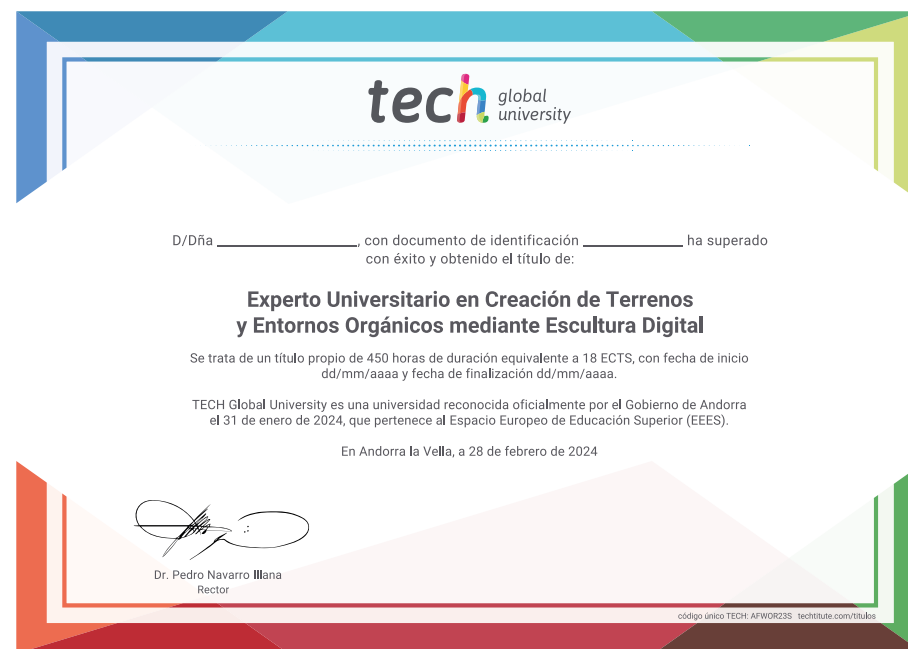 tech global university
D/Dña ____________________, con documento de identificación ______________ ha superado
con éxito y obtenido el título de:
Experto Universitario en Creación de Terrenos
y Entornos Orgánicos mediante Escultura Digital
Se trata de un título propio de 450 horas de duración equivalente a 18 ECTS, con fecha de inicio
dd/mm/aaaa y fecha de finalización dd/mm/aaaa.
TECH Global University es una universidad reconocida oficialmente por el Gobierno de Andorra
el 31 de enero de 2024, que pertenece al Espacio Europeo de Educación Superior (EEES).
En Andorra la Vella, a 28 de febrero de 2024
Dr. Pedro Navarro Illana
Rector
código único TECH: AFWOR23S techtitute.com/titulos